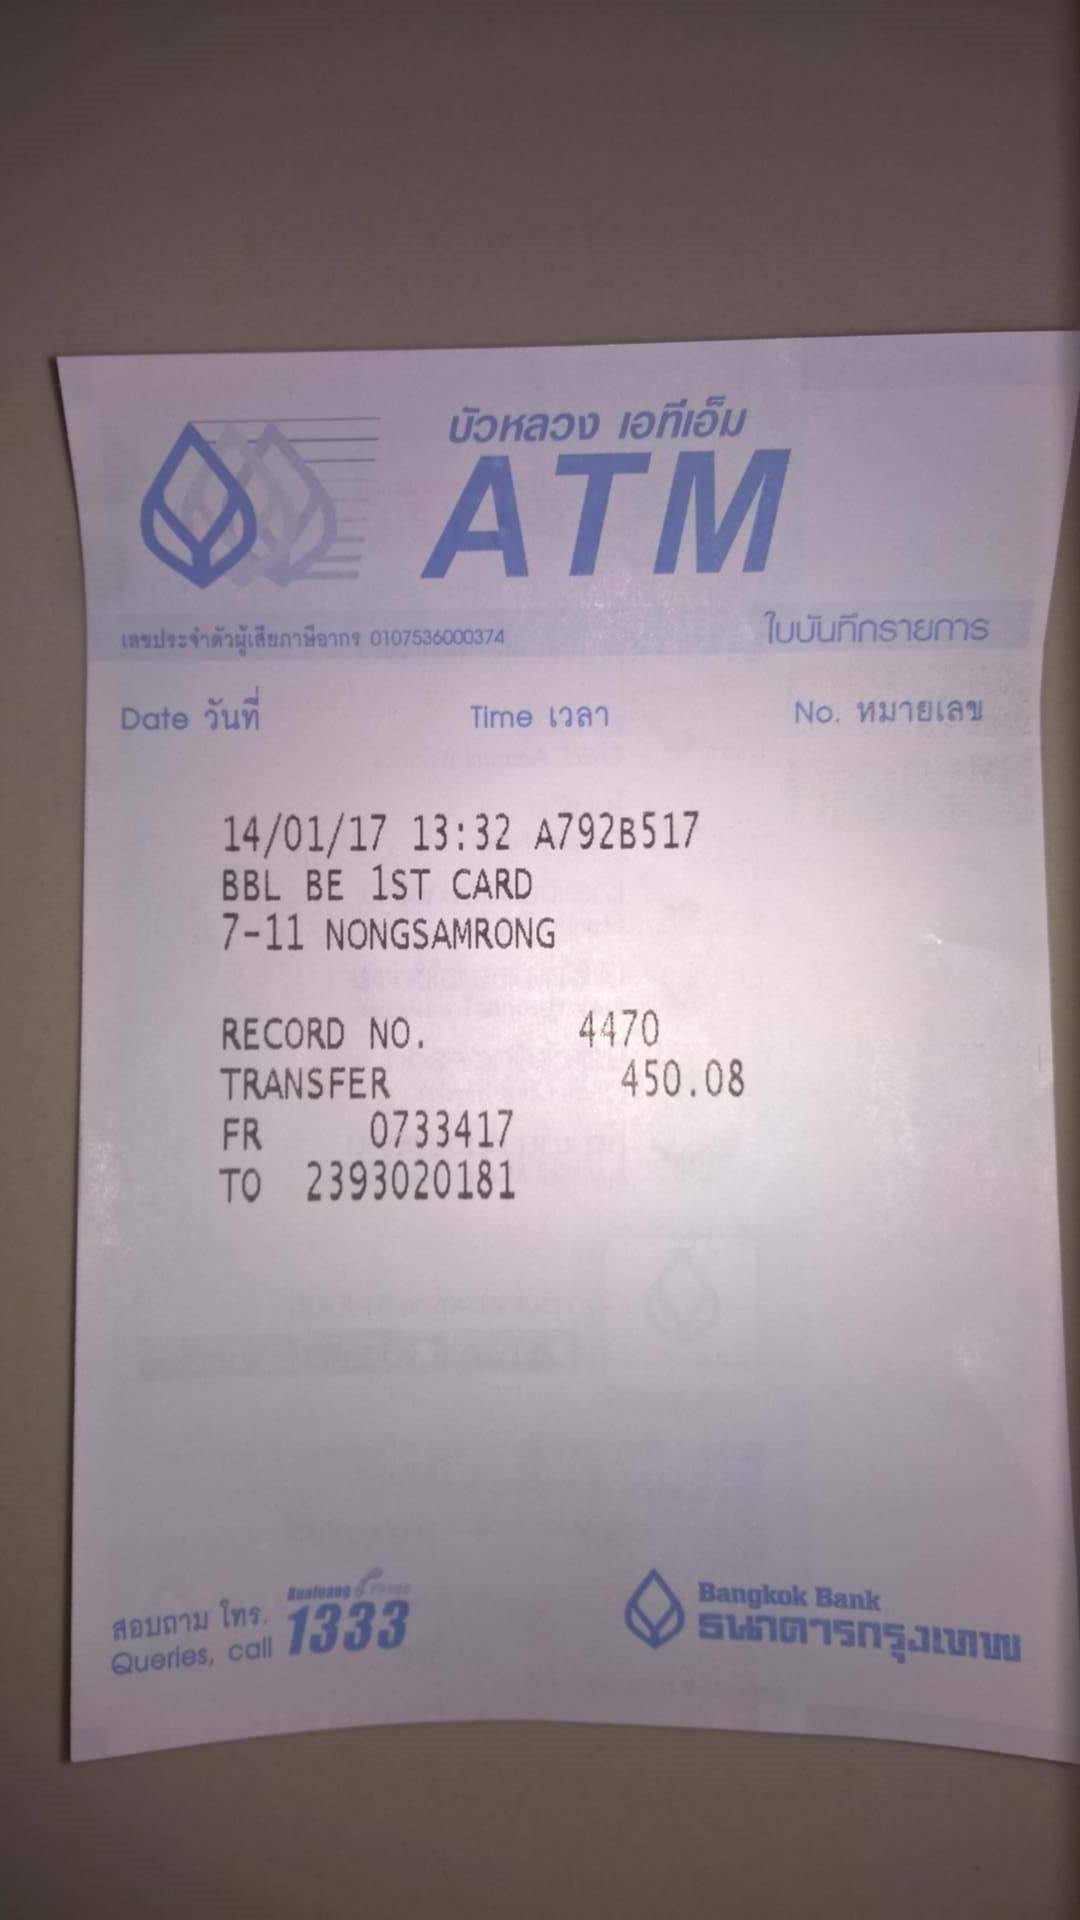 บัวหลวง เอทีเอ็ม
ATM
เลขประจำตัวผู้เสียภาษีอากร 0107536000374 ใบบันทึกรายการ
Date วันที่ Time เวลา No. หมายเลข
14/01/17 13:32 A792B517
BBL BE 1ST CARD
7-11 NONGSAMRONG
RECORD NO. 4470
TRANSFER 450.08
FR 0733417
TO 2393020181
สอบถาม โทร.
Queries, call
Bualuang Phone
1333
Bangkok Bank
ธนาคารกรุงเทพ